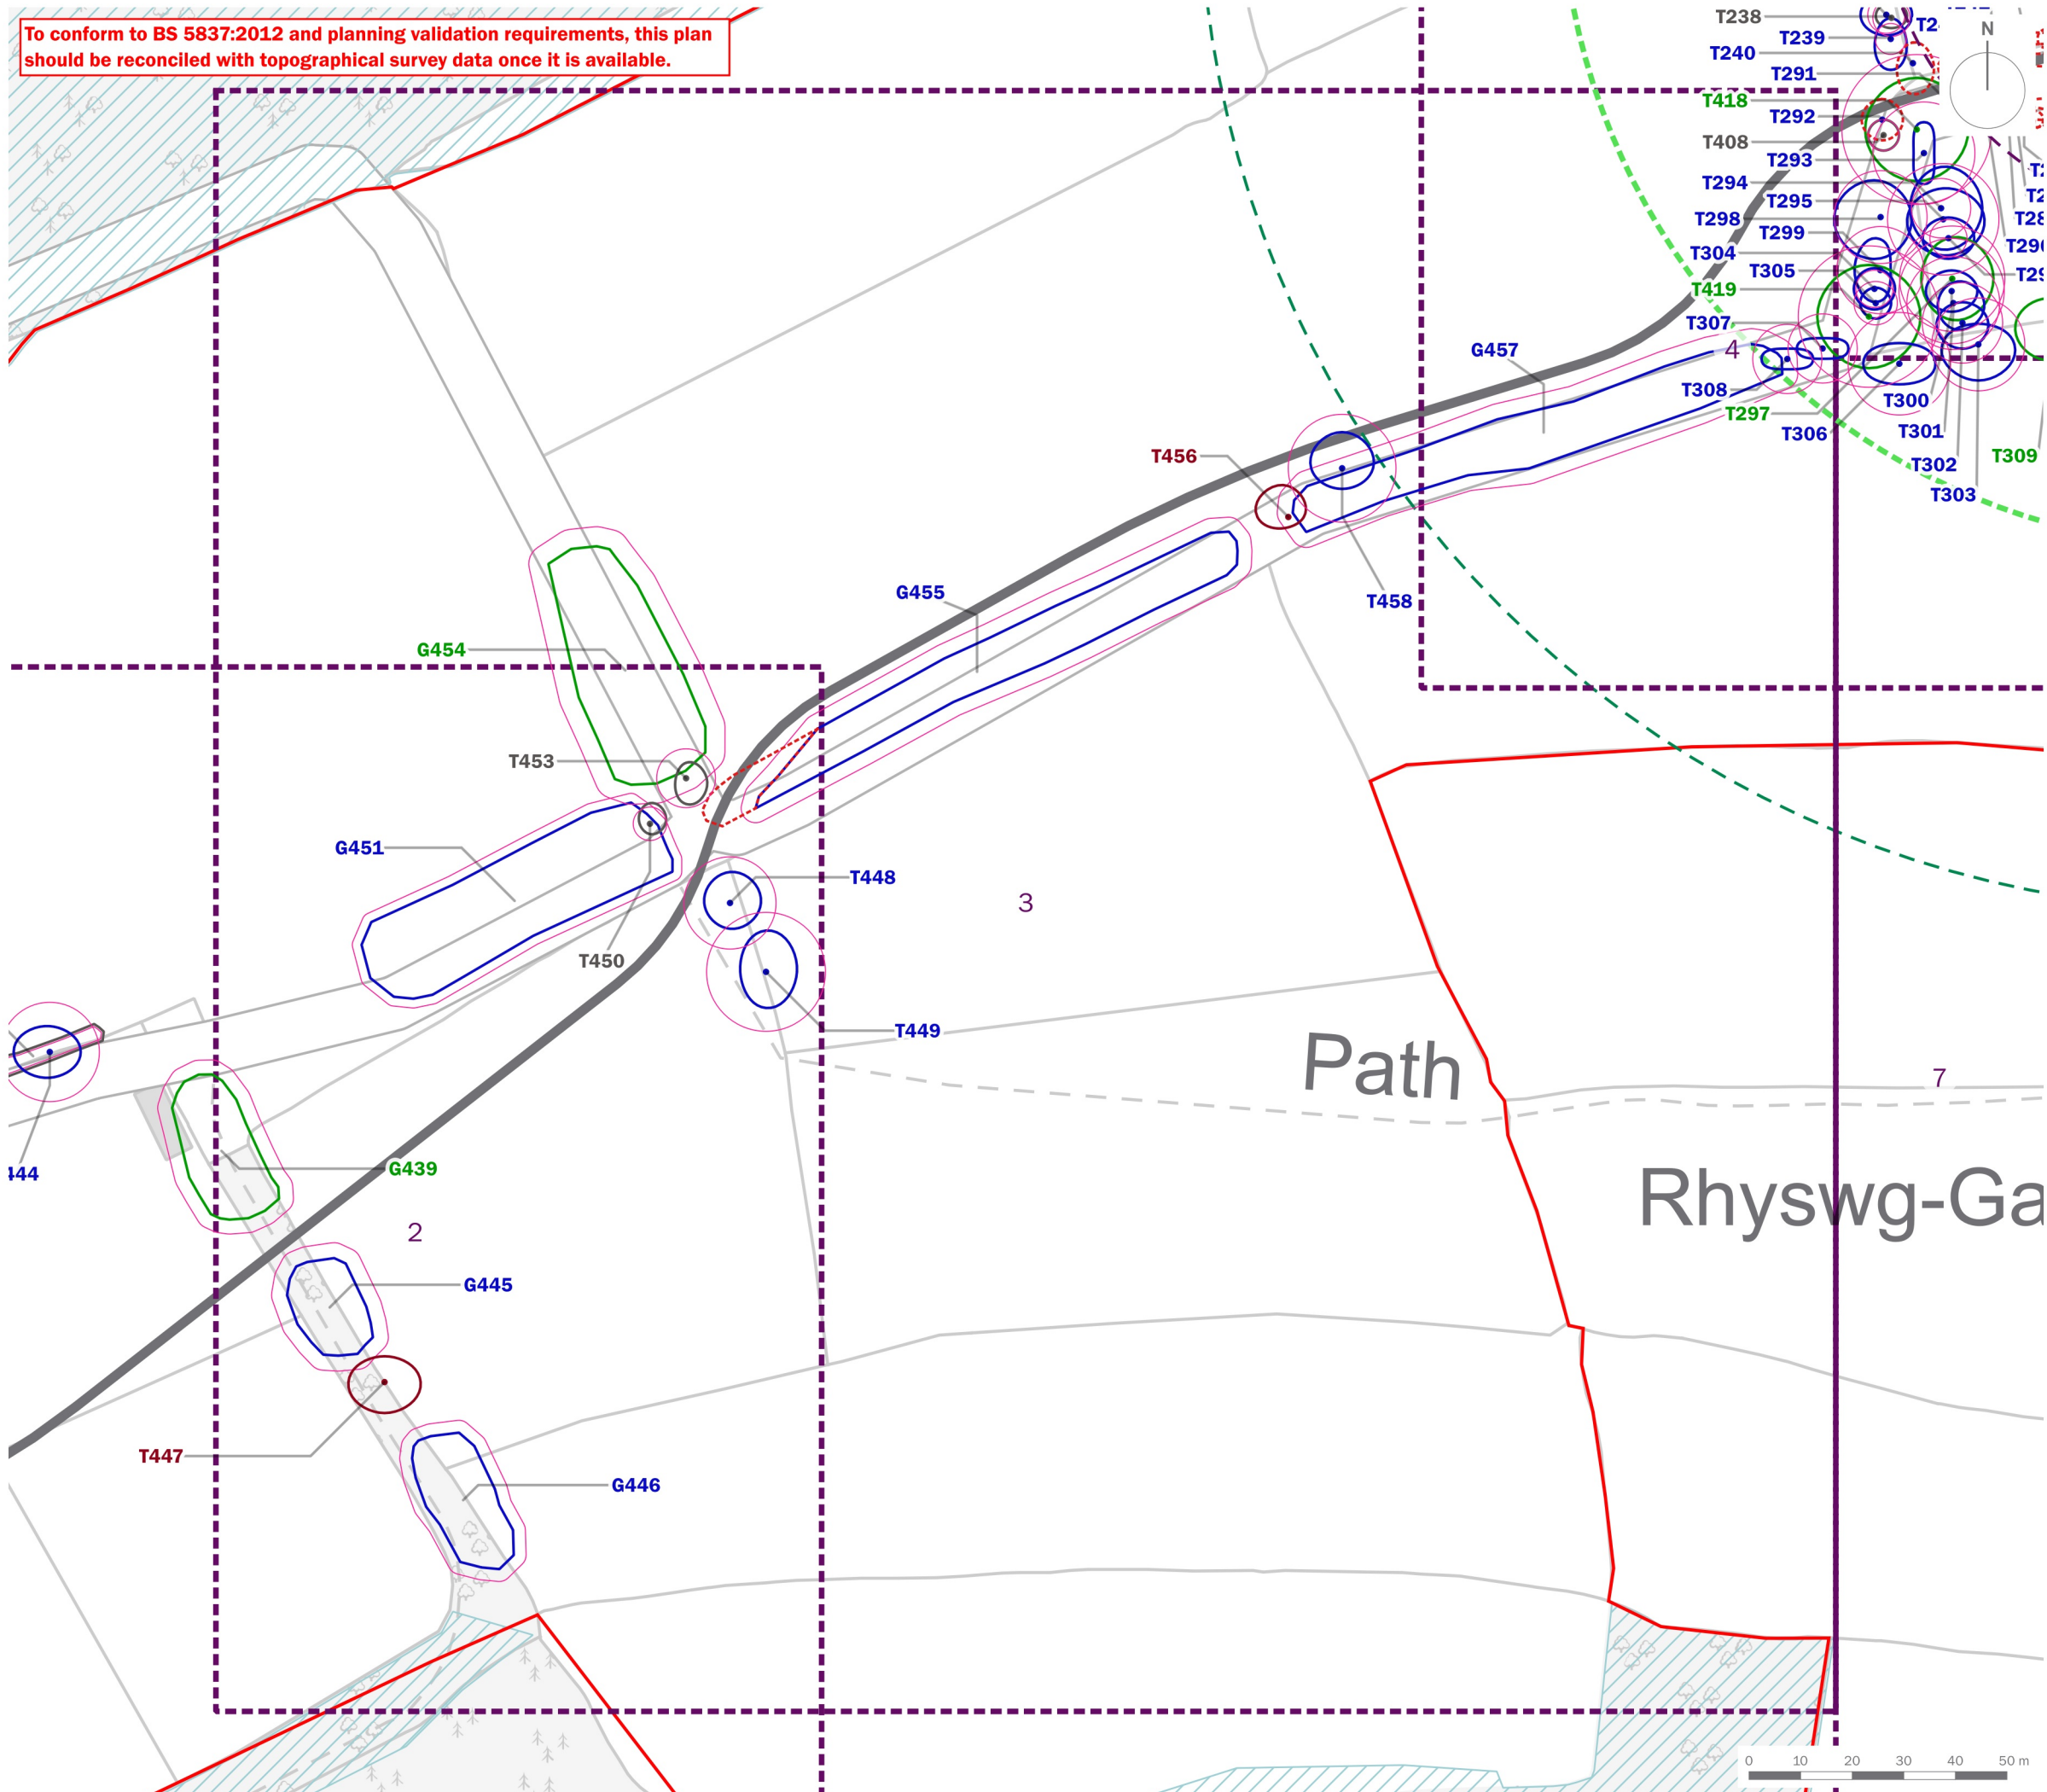 To conform to BS 5837:2012 and planning validation requirements, this plan
should be reconciled with topographical survey data once it is available.
T238
T239
T240
T291
T418
T292
T408
T293
T294
T295
T298
T299
T304
T305
T419
T307
4
T308
T297
T306
T300
T301
T302
T303
T309
N
G457
T456
T458
G455
G454
T453
G451
T450
T448
3
T449
Path
7
Rhyswg-Ga
G439
2
G445
T447
G446
0 10 20 30 40 50 m